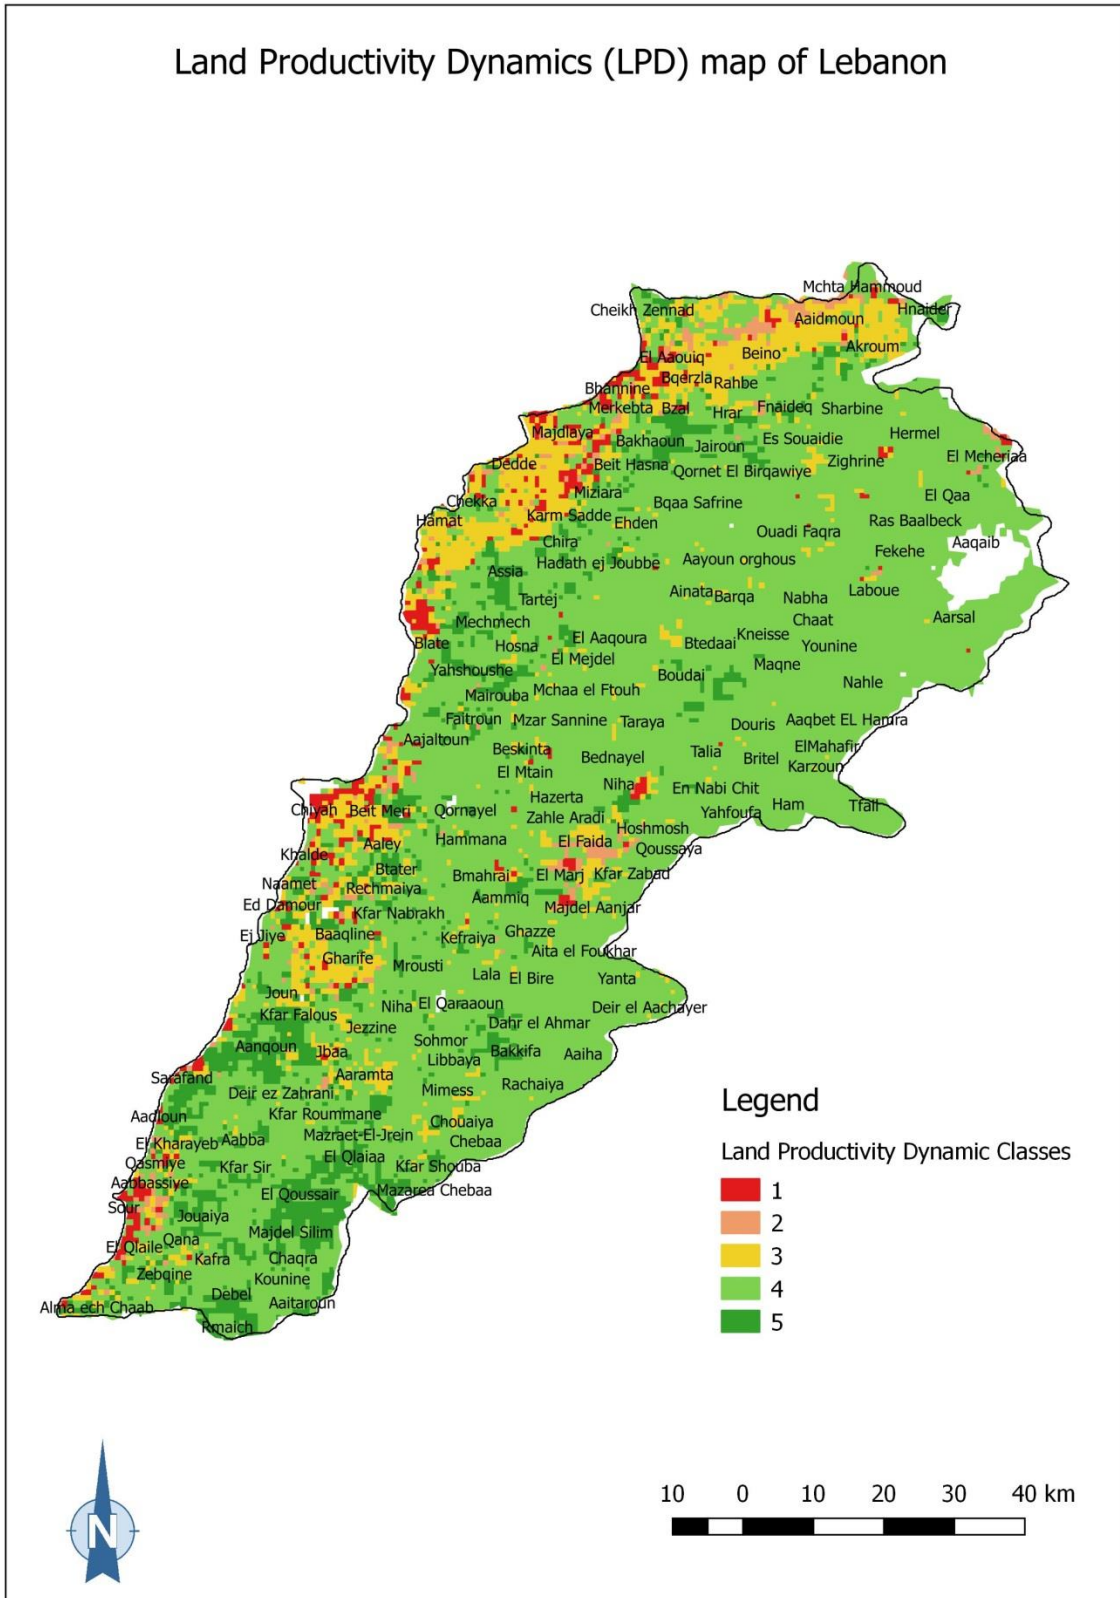 Land Productivity Dynamics (LPD) map of Lebanon
Mchta Hammoud
Cheikh Zennad
Hnaider
Aaidmoun
Akroum
El Aaouiq
Beino
Bqerzla
Rahbe
Bhannine
Merkebta
Bzal
Hrar
Fnaideq
Sharbine
Majdlaya
Bakhaoun
Jairoun
Es Souaidie
Hermel
Dedde
Beit Hasna
Qornet El Birqawiye
Zighrine
El Mcheriaa
Chekka
Miziara
Bqaa Safrine
El Qaa
Hamat
Karm Sadde
Ehden
Ouadi Faqra
Ras Baalbeck
Chira
Aaqaib
Hadath ej Joubbe
Aayoun orghous
Fekehe
Assia
Tartej
Ainata
Barqa
Nabha
Laboue
Mechmech
Chaat
Aarsal
Blate
Hosna
El Aaqoura
Btedaai
Kneisse
Younine
El Mejdel
Maqne
Yahshoushe
Boudai
Nahle
Mairouba
Mchaa el Ftouh
Faitroun
Mzar Sannine
Taraya
Douris
Aaqbet EL Hamra
Aajaltoun
Beskinta
Bednayel
Talia
Britel
ElMahafir
Karzoun
El Mtain
Niha
En Nabi Chit
Hazerta
Chiyah
Beit Meri
Qornayel
Zahle Aradi
Yahfoufa
Ham
Tfail
Hoshmosh
Hammana
El Faida
Qoussaya
Aaley
Khalde
Btater
Bmahrai
El Marj
Kfar Zabad
Naamet
Rechmaiya
Aammiq
Majdel Aanjar
Ed Damour
Kfar Nabrakh
Ej Jiye
Baaqline
Kefraiya
Ghazze
Aita el Foukhar
Gharife
Mrousti
Lala
El Bire
Yanta
Joun
Niha
El Qaraaoun
Deir el Aachayer
Kfar Falous
Jezzine
Dahr el Ahmar
Aanqoun
Jbaa
Sohmor
Libbaya
Bakkifa
Aaiha
Sarafand
Aaramta
Deir ez Zahrani
Mimess
Rachaiya
Aadloun
Kfar Roummane
Chouaiya
El Kharayeb
Aabba
Mazraet-El-Jrein
Chebaa
Qasmiye
Kfar Sir
El Qlaiaa
Kfar Shouba
Aabbassiye
El Qoussair
Mazarea Chebaa
Sour
Jouaiya
Majdel Silim
El Qlaile
Qana
Kafra
Chaqra
Zebqine
Kounine
Debel
Aaitaroun
Alma ech Chaab
Rmaich
Legend
Land Productivity Dynamic Classes
1
2
3
4
5
N
10 0 10 20 30 40 km